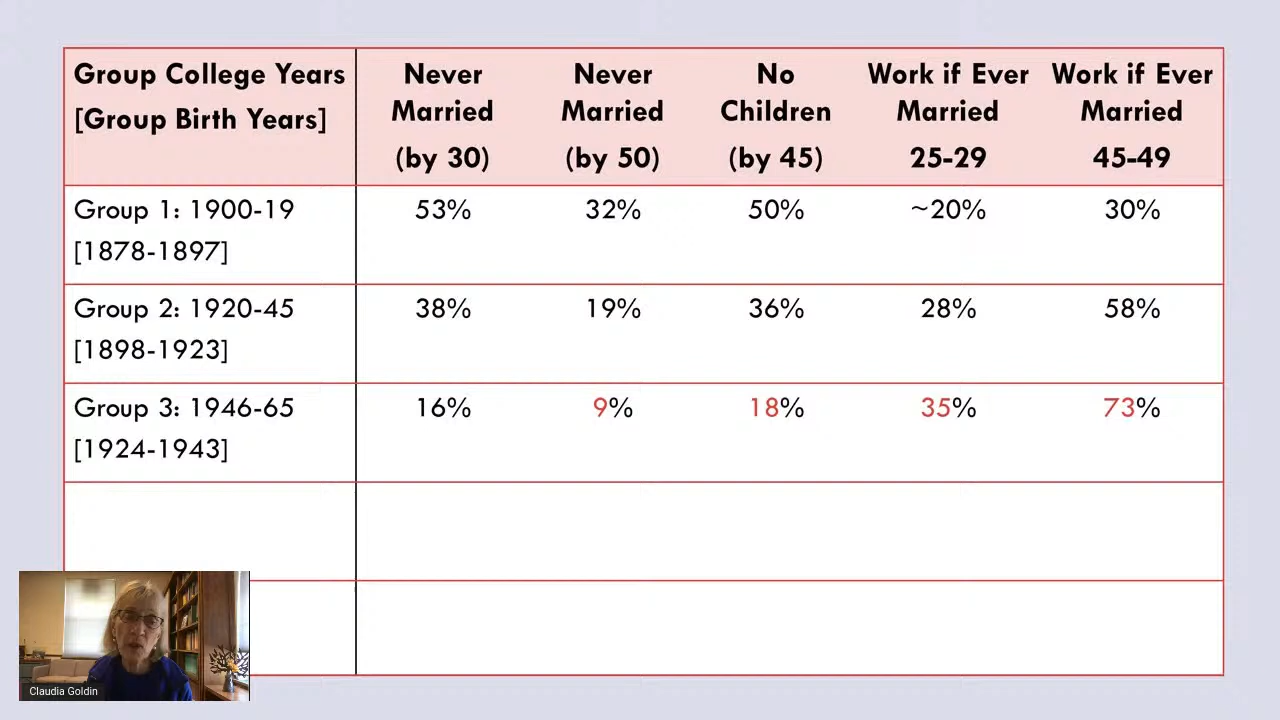 Group College Years
[Group Birth Years]
Never
Married
(by 30)
Never
Married
(by 50)
No
Children
(by 45)
Work if Ever
Married
25-29
Work if Ever
Married
45-49
Group 1: 1900-19
[1878-1897]
53%
32%
50%
~20%
30%
Group 2: 1920-45
[1898-1923]
38%
19%
36%
28%
58%
Group 3: 1946-65
[1924-1943]
16%
9%
18%
35%
73%
Claudia Goldin